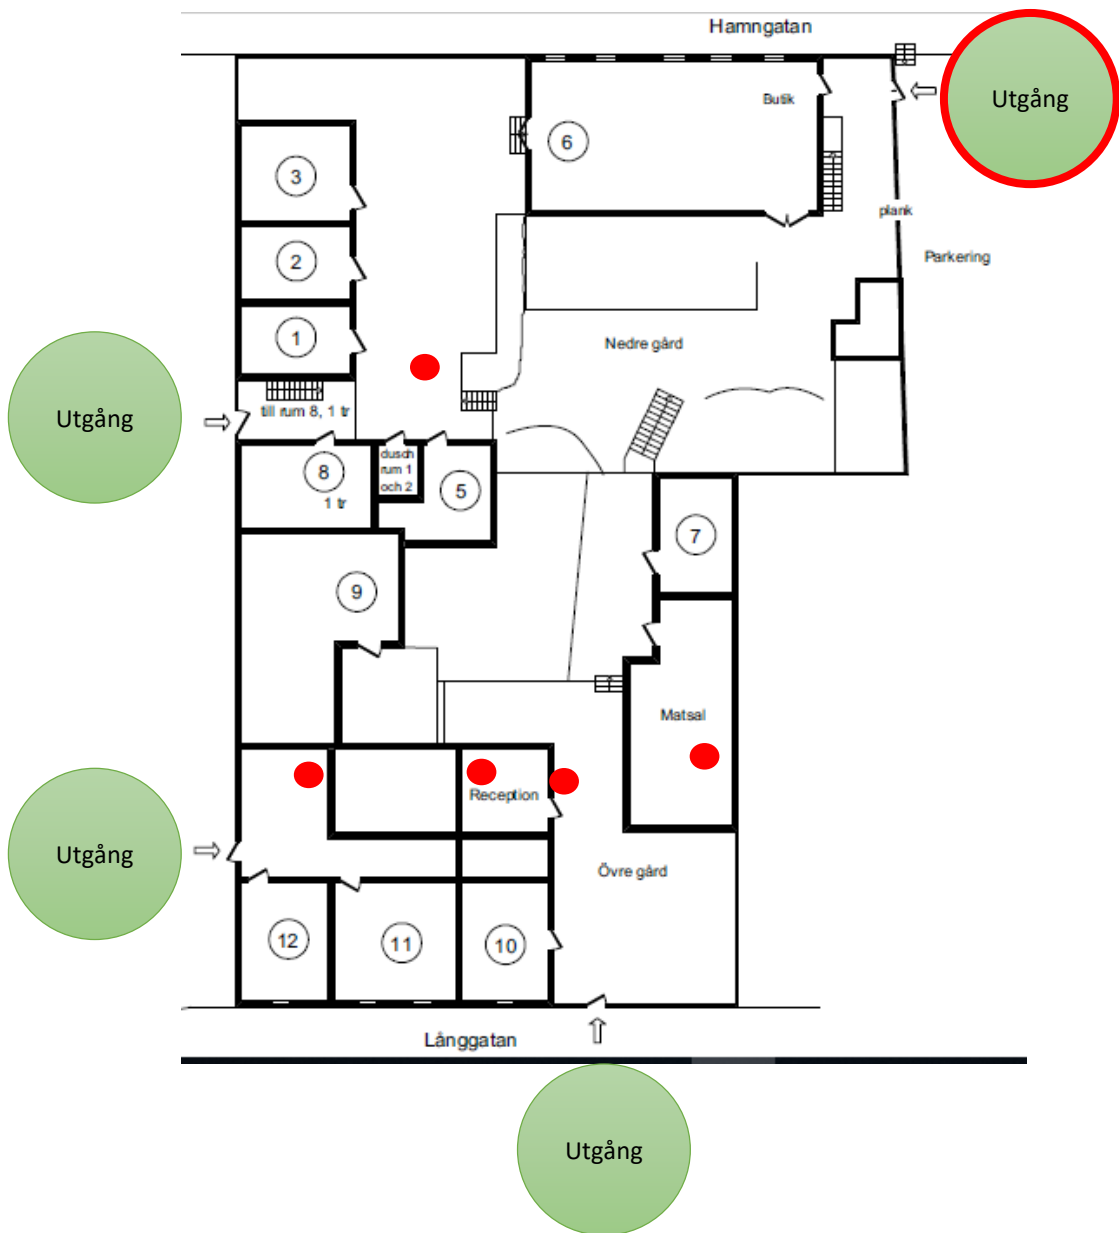 Hamngatan
Utgång
Butik
6
3
plank
2
Parkering
1
Nedre gård
Utgång
till rum 8, 1 tr
dusch
rum 1
och 2
8
1 tr
5
7
9
Matsal
Reception
Utgång
Övre gård
12
11
10
Långgatan
Utgång